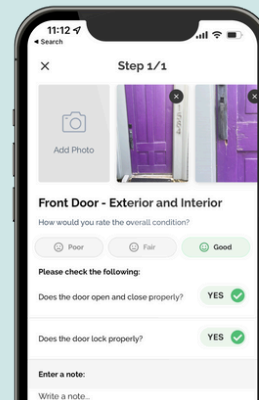 11:12
Search
Step 1/1
Add Photo
Front Door - Exterior and Interior
How would you rate the overall condition?
Poor Fair Good
Please check the following:
Does the door open and close properly? YES
Does the door lock properly? YES
Enter a note:
Write a note...